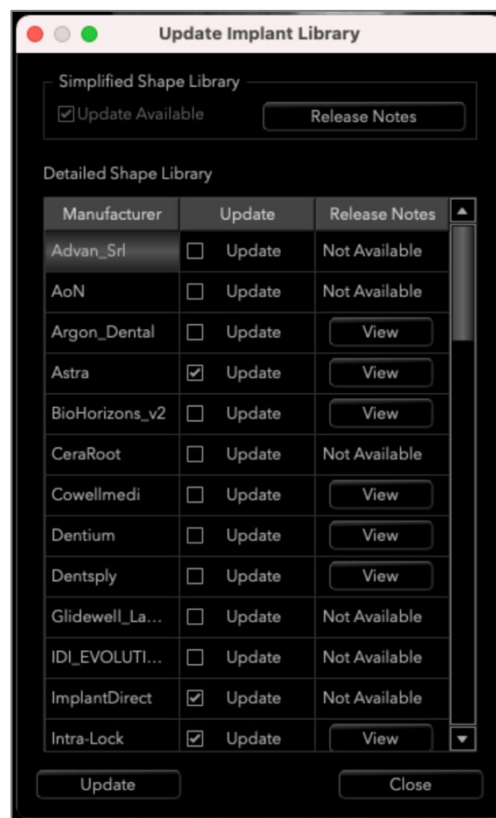 Update Implant Library
Simplified Shape Library
Update Available
Release Notes
Detailed Shape Library
Manufacturer Update Release Notes
Advan_Srl Update Not Available
AoN Update Not Available
Argon_Dental Update View
Astra Update View
BioHorizons_v2 Update View
CeraRoot Update Not Available
Cowellmedi Update View
Dentium Update View
Dentsply Update View
Glidewell_La... Update Not Available
IDI_EVOLUTI... Update Not Available
ImplantDirect Update Not Available
Intra-Lock Update View
Update Close